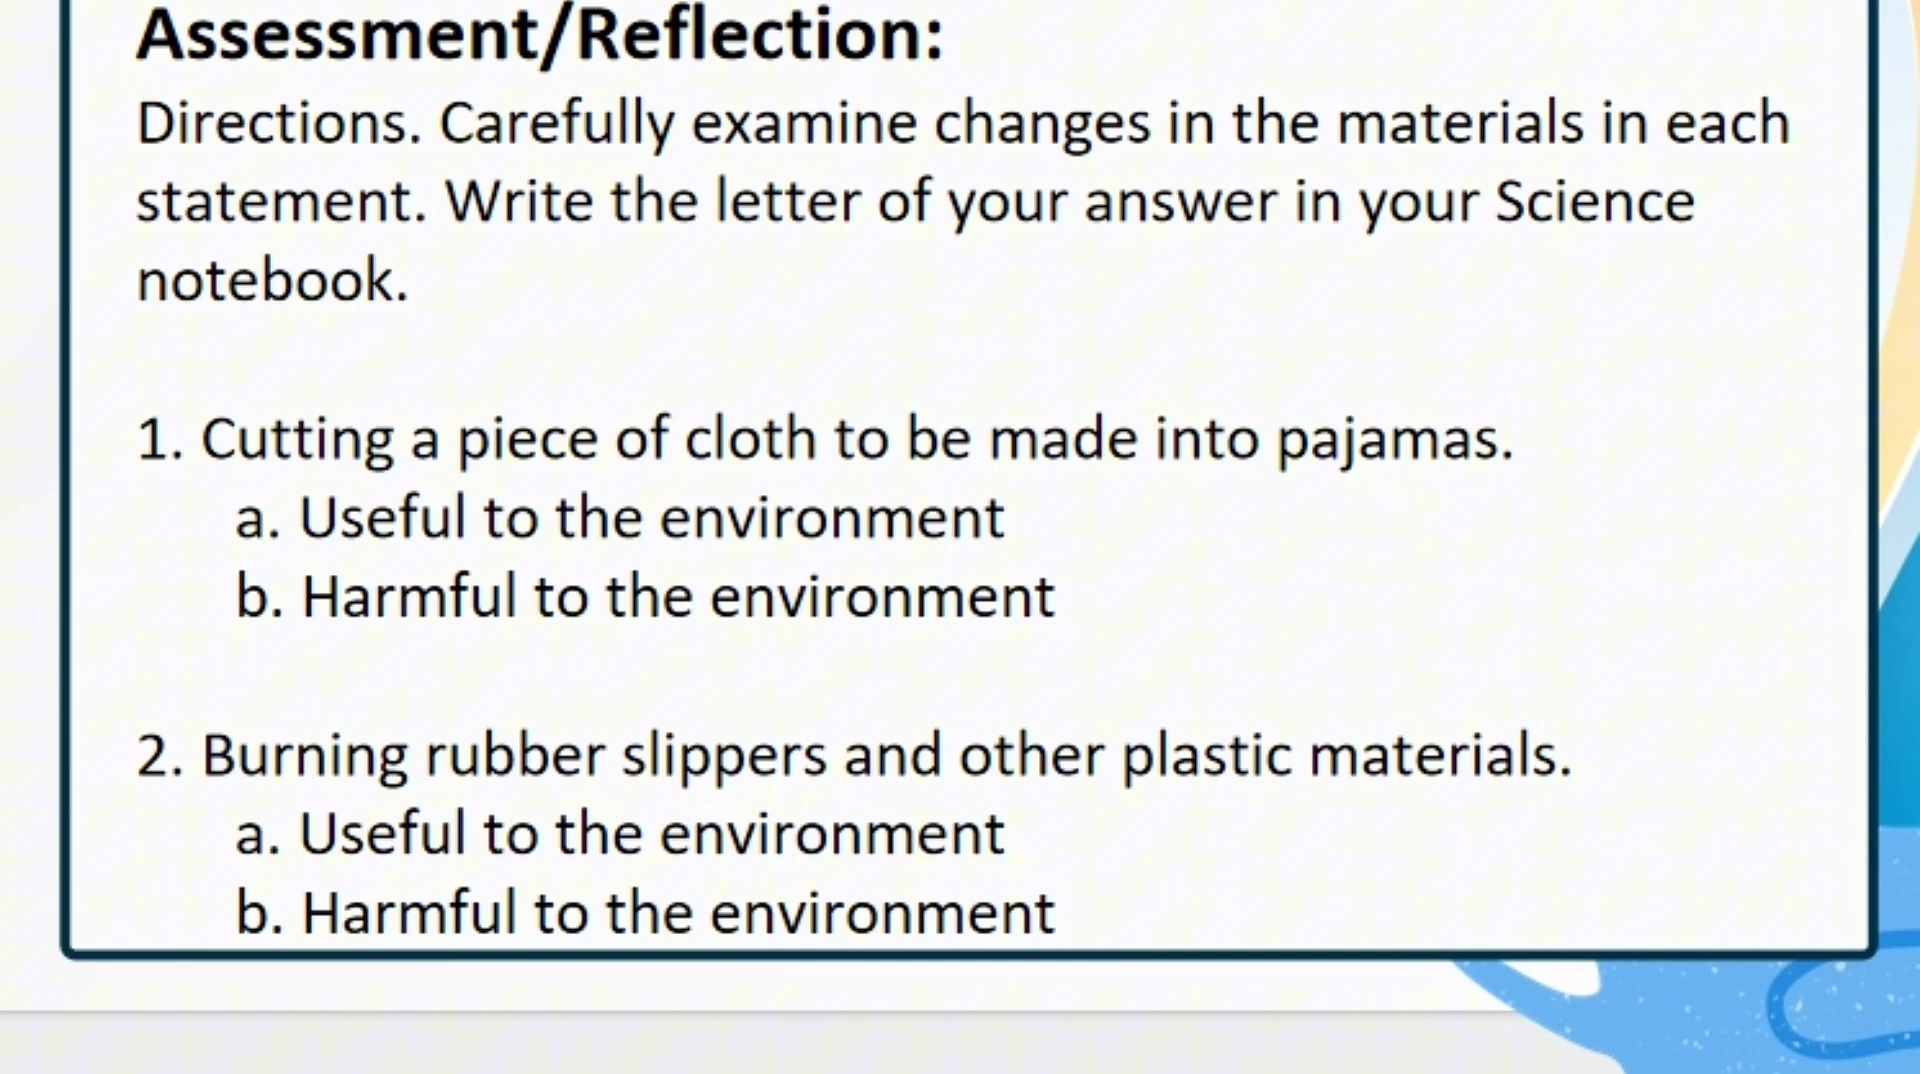 Assessment/Reflection:
Directions. Carefully examine changes in the materials in each
statement. Write the letter of your answer in your Science
notebook.
1. Cutting a piece of cloth to be made into pajamas.
a. Useful to the environment
b. Harmful to the environment
2. Burning rubber slippers and other plastic materials.
a. Useful to the environment
b. Harmful to the environment